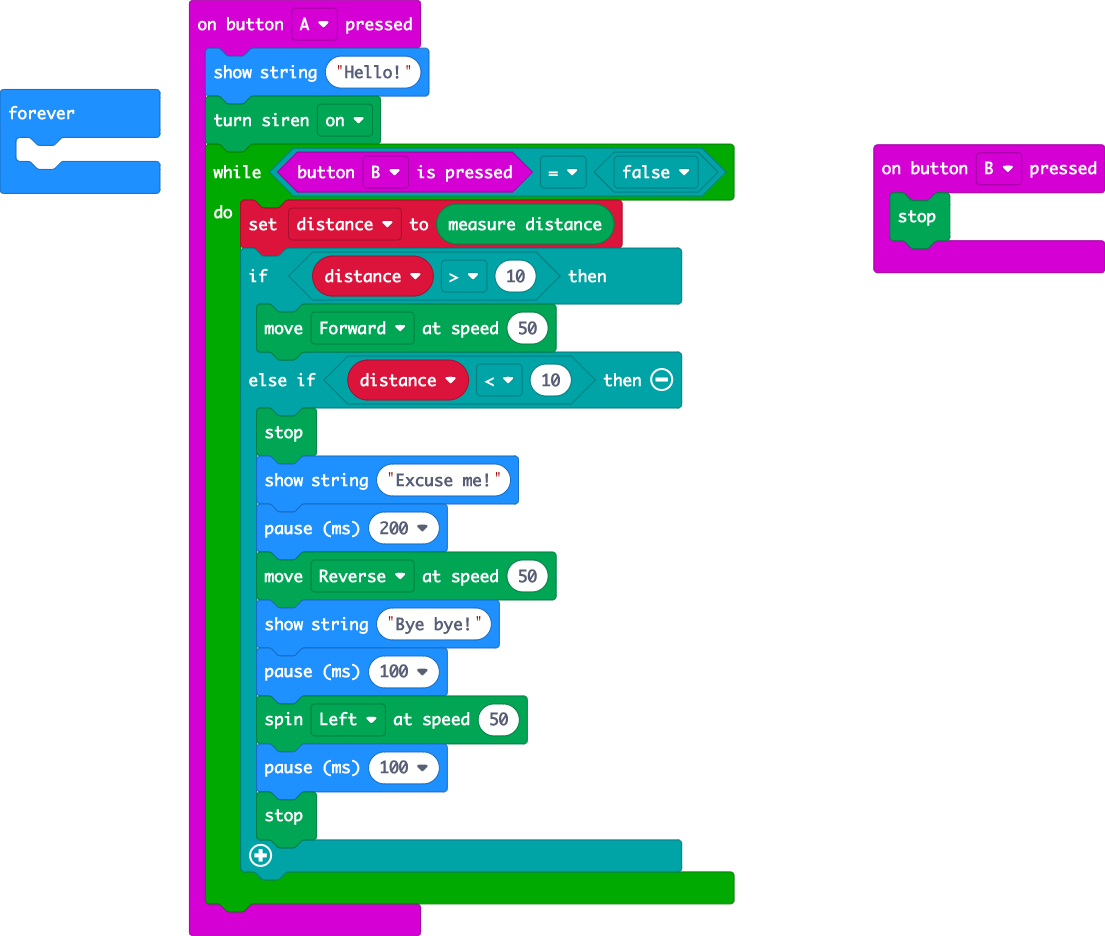 forever
on button A pressed
show string "Hello!"
turn siren on
while button B is pressed = false
do
set distance to measure distance
if distance > 10 then
move Forward at speed 50
else if distance < 10 then
stop
show string "Excuse me!"
pause (ms) 200
move Reverse at speed 50
show string "Bye bye!"
pause (ms) 100
spin Left at speed 50
pause (ms) 100
stop
on button B pressed
stop